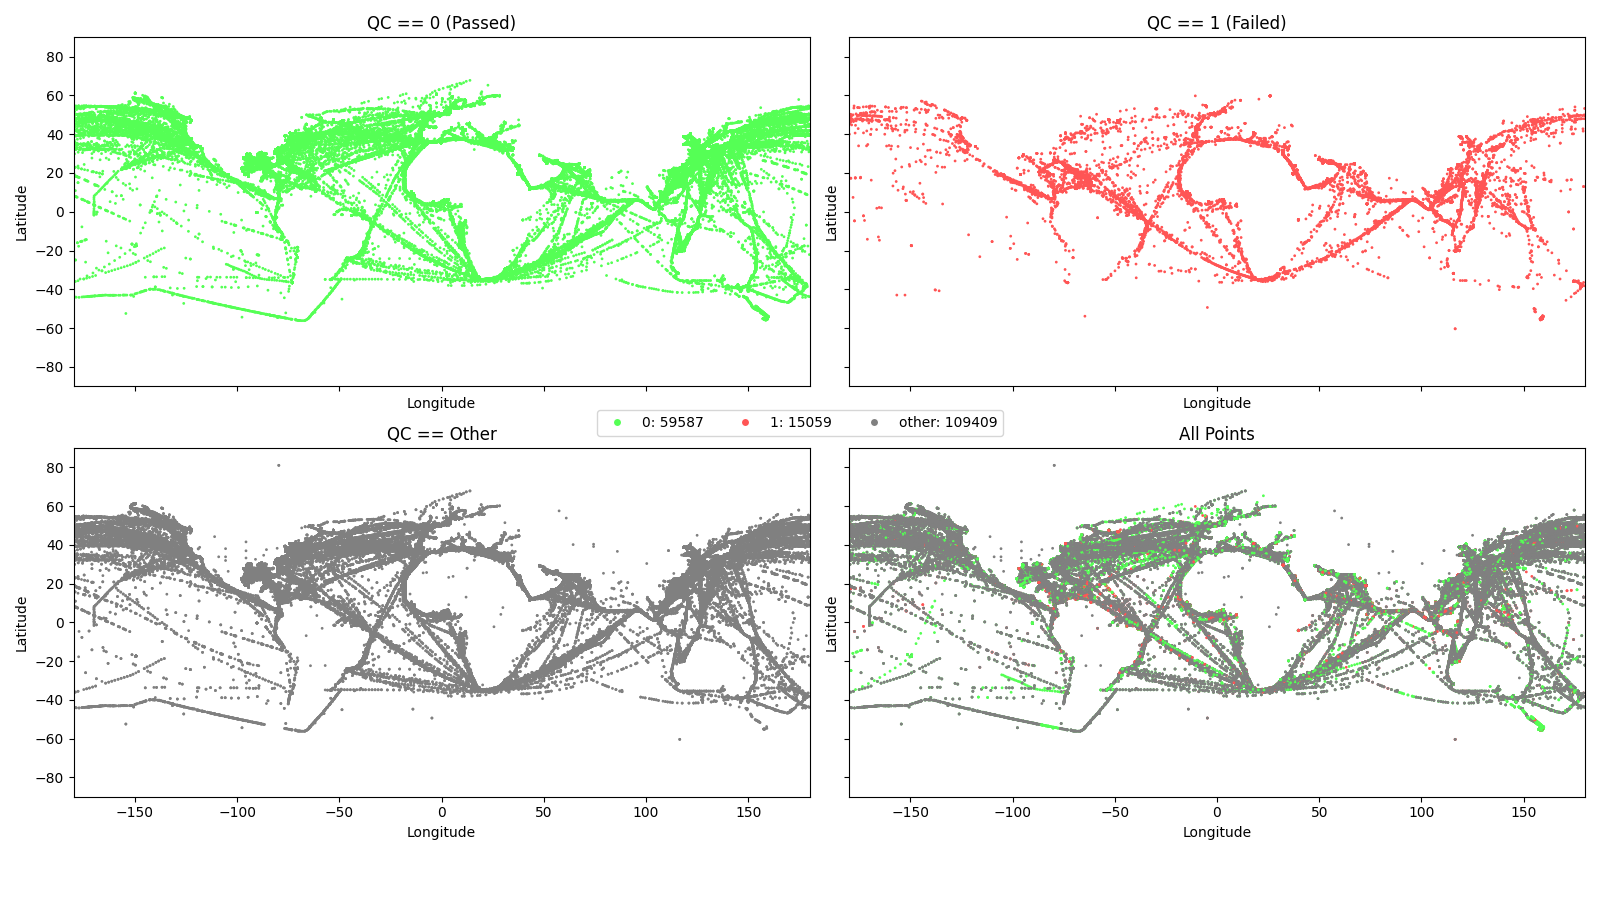 QC == 0 (Passed)
QC == 1 (Failed)
80
60
40
20
0
−20
−40
−60
−80
Latitude
Latitude
Longitude
Longitude
0: 59587 1: 15059 other: 109409
QC == Other
All Points
80
60
40
20
0
−20
−40
−60
−80
Latitude
Latitude
−150 −100 −50 0 50 100 150
−150 −100 −50 0 50 100 150
Longitude
Longitude